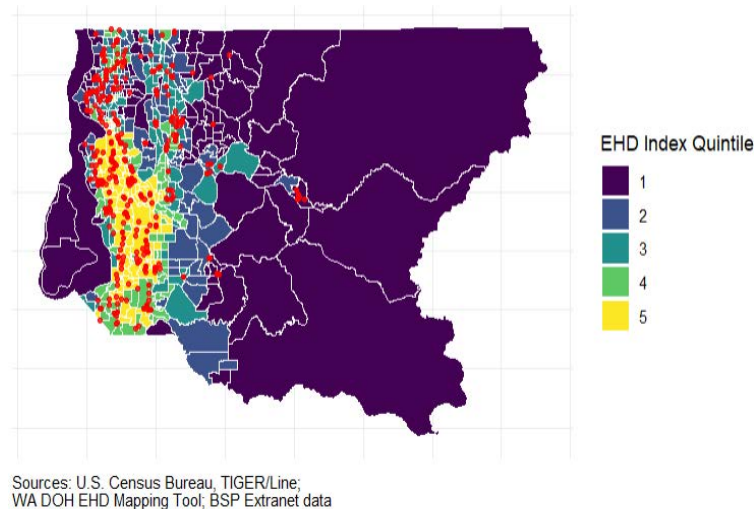 EHD Index Quintile
1
2
3
4
5
Sources: U.S. Census Bureau, TIGER/Line;
WA DOH EHD Mapping Tool; BSP Extranet data